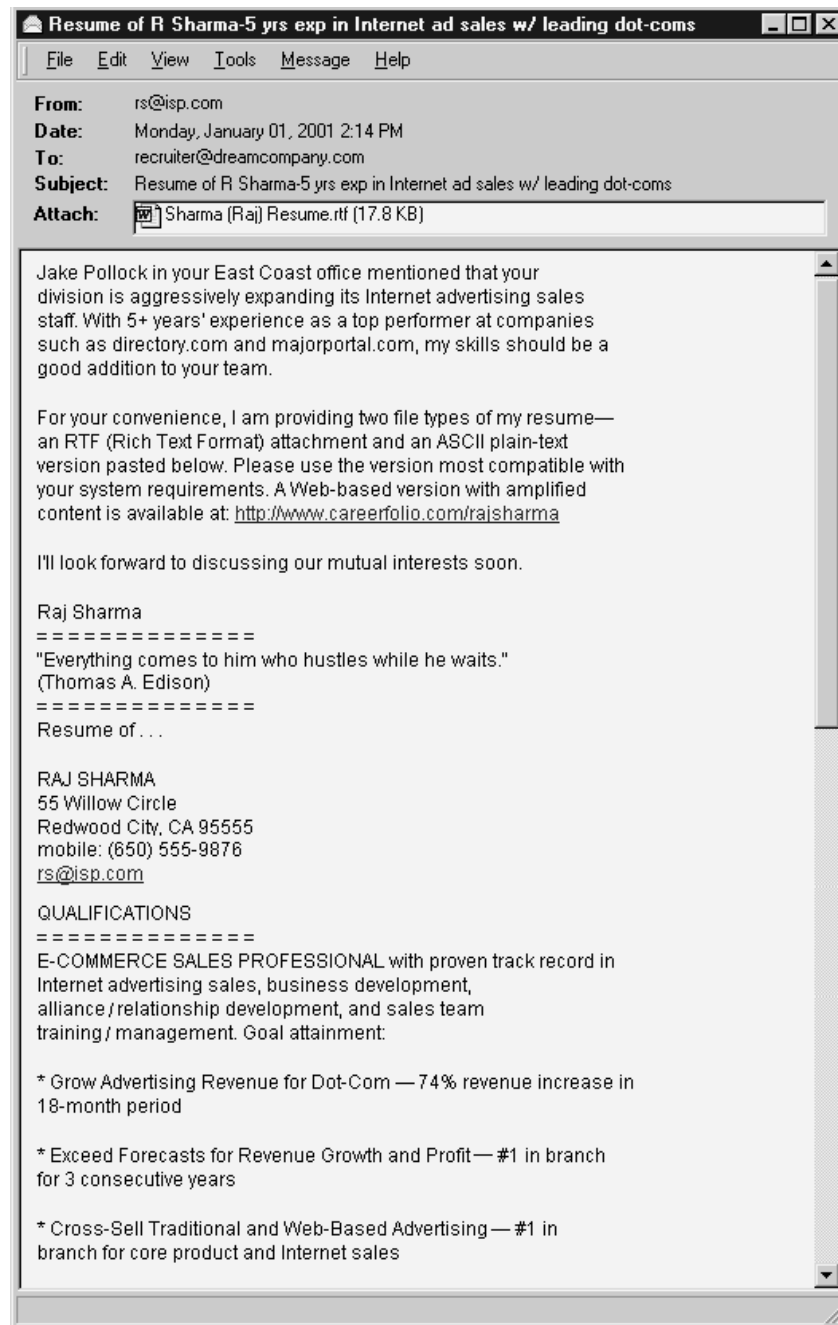 Resume of R Sharma-5 yrs exp in Internet ad sales w/ leading dot-coms
File Edit View Tools Message Help
From: rs@isp.com
Date: Monday, January 01, 2001 2:14 PM
To: recruiter@dreamcompany.com
Subject: Resume of R Sharma-5 yrs exp in Internet ad sales w/ leading dot-coms
Attach: Sharma (Raj) Resume.rtf (17.8 KB)
Jake Pollock in your East Coast office mentioned that your
division is aggressively expanding its Internet advertising sales
staff. With 5+ years' experience as a top performer at companies
such as directory.com and majorportal.com, my skills should be a
good addition to your team.
For your convenience, I am providing two file types of my resume—
an RTF (Rich Text Format) attachment and an ASCII plain-text
version pasted below. Please use the version most compatible with
your system requirements. A Web-based version with amplified
content is available at: http://www.careerfolio.com/rajsharma
I'll look forward to discussing our mutual interests soon.
Raj Sharma
= = = = = = = = = = = = = =
"Everything comes to him who hustles while he waits."
(Thomas A. Edison)
= = = = = = = = = = = = = =
Resume of . . .
RAJ SHARMA
55 Willow Circle
Redwood City, CA 95555
mobile: (650) 555-9876
rs@isp.com
QUALIFICATIONS
= = = = = = = = = = = = = =
E-COMMERCE SALES PROFESSIONAL with proven track record in
Internet advertising sales, business development,
alliance / relationship development, and sales team
training / management. Goal attainment:
* Grow Advertising Revenue for Dot-Com — 74% revenue increase in
18-month period
* Exceed Forecasts for Revenue Growth and Profit — #1 in branch
for 3 consecutive years
* Cross-Sell Traditional and Web-Based Advertising — #1 in
branch for core product and Internet sales